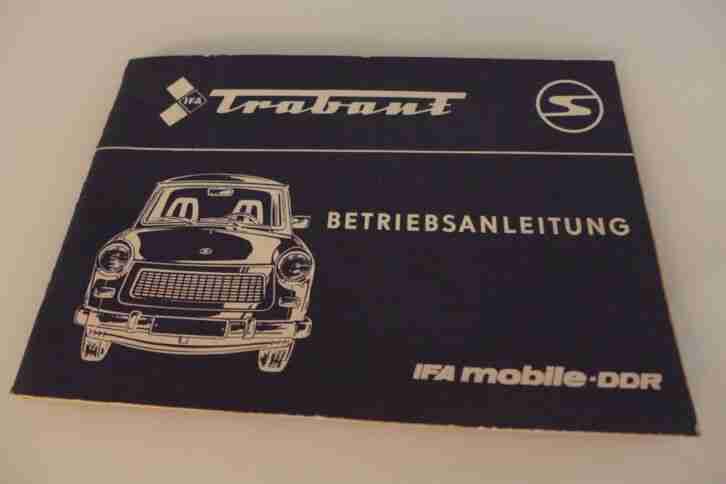 IFA Trabant S
BETRIEBSANLEITUNG
IFA mobile-DDR